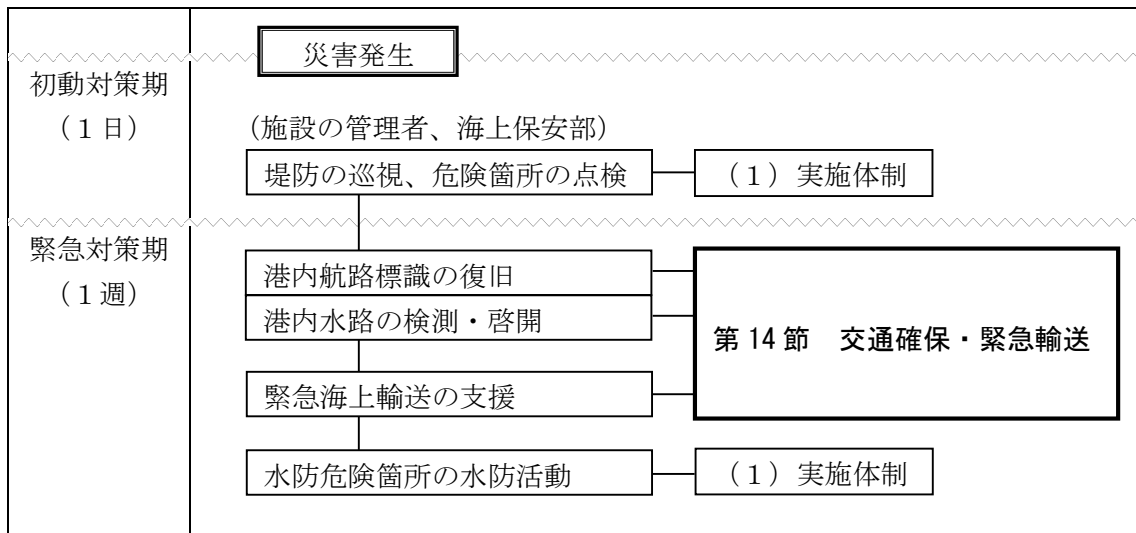 災害発生
初動対策期
（１日）
（施設の管理者、海上保安部）
堤防の巡視、危険箇所の点検
（１）実施体制
緊急対策期
（１週）
港内航路標識の復旧
港内水路の検測・啓開
第14節　交通確保・緊急輸送
緊急海上輸送の支援
水防危険箇所の水防活動
（１）実施体制